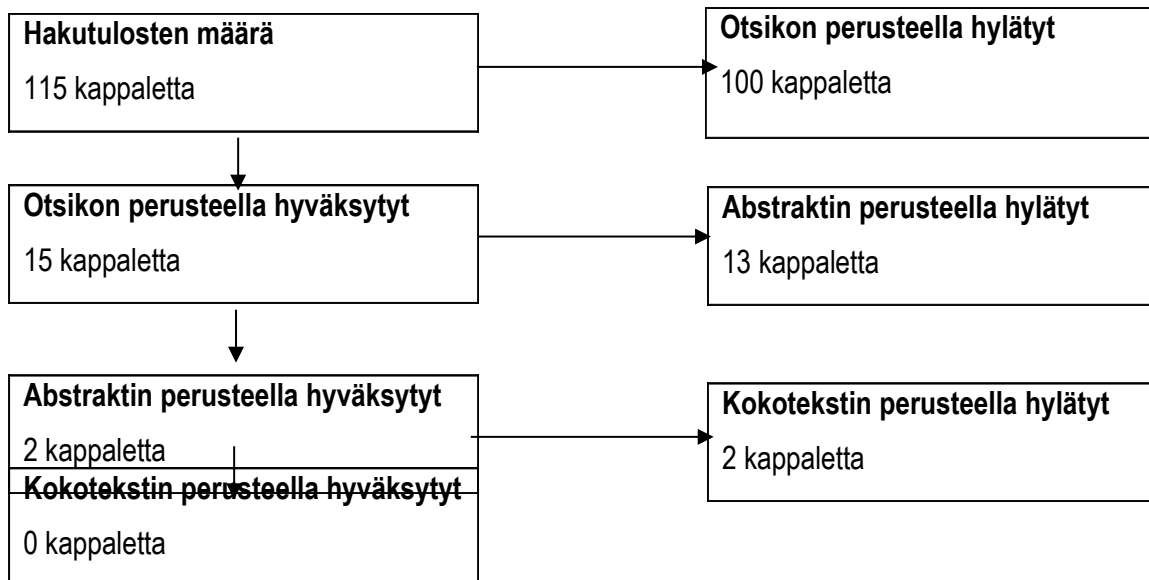 Hakutulosten määrä
115 kappaletta
Otsikon perusteella hylätyt
100 kappaletta
Otsikon perusteella hyväksytyt
15 kappaletta
Abstraktin perusteella hylätyt
13 kappaletta
Abstraktin perusteella hyväksytyt
2 kappaletta
Kokotekstin perusteella hylätyt
2 kappaletta
Kokotekstin perusteella hyväksytyt
0 kappaletta